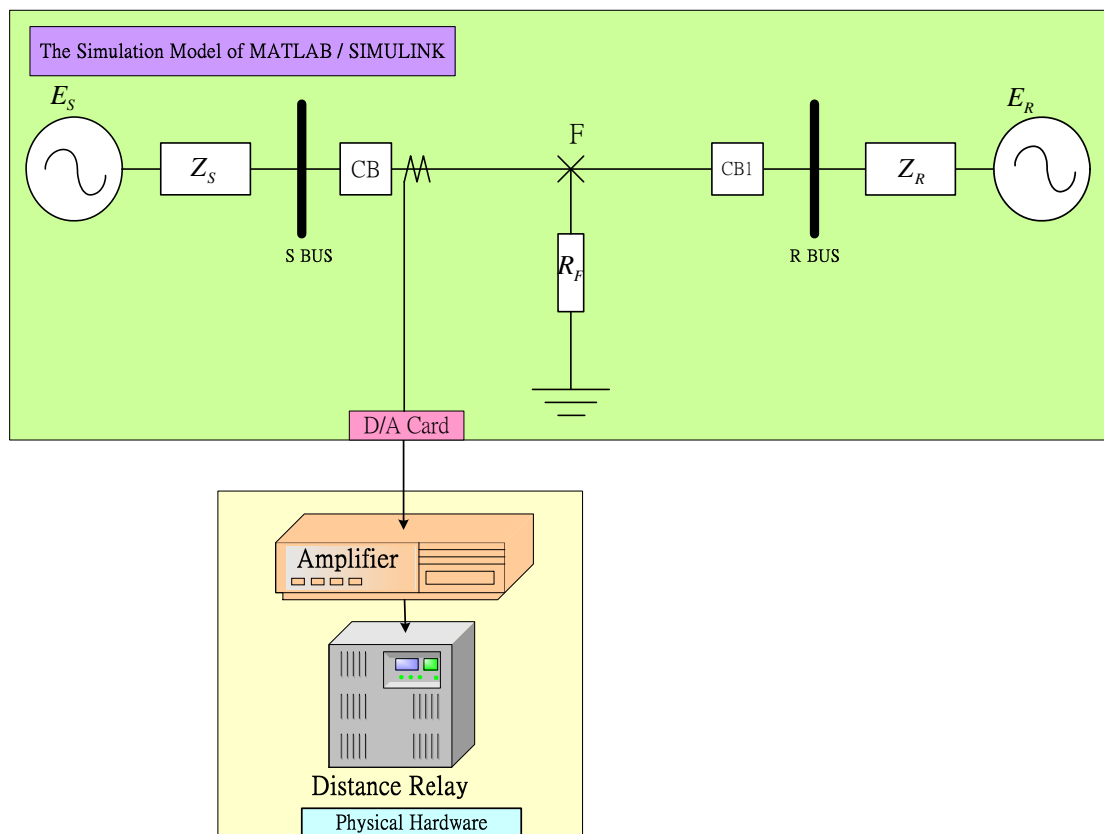 The Simulation Model of MATLAB / SIMULINK
E_S
E_R
F
Z_S
CB
CB1
Z_R
S BUS
R BUS
R_F
D/A Card
Amplifier
Distance Relay
Physical Hardware